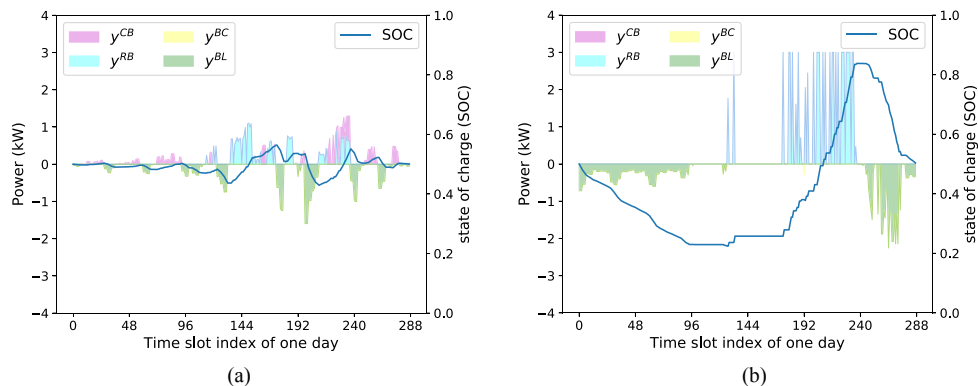 4
3
2
1
0
−1
−2
−3
−4
Power (kW)
y^CB
y^BC
y^RB
y^BL
SOC
1.0
0.8
0.6
0.4
0.2
0.0
state of charge (SOC)
0 48 96 144 192 240 288
Time slot index of one day
(a)
4
3
2
1
0
−1
−2
−3
−4
Power (kW)
y^CB
y^BC
y^RB
y^BL
SOC
1.0
0.8
0.6
0.4
0.2
0.0
state of charge (SOC)
0 48 96 144 192 240 288
Time slot index of one day
(b)